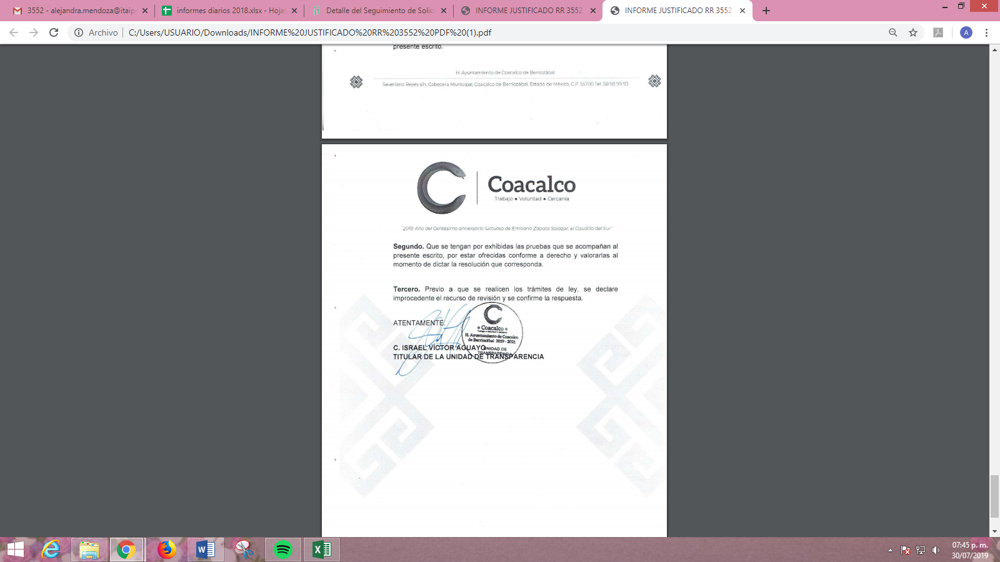 3552 - alejandra.mendoza@itaip
informes diarios 2018.xlsx - Hoja
Detalle del Seguimiento de Solic
INFORME JUSTIFICADO RR 3552
INFORME JUSTIFICADO RR 3552
Archivo
C:/Users/USUARIO/Downloads/INFORME%20JUSTIFICADO%20RR%203552%20PDF%20(1).pdf
A
presente escrito.
H. Ayuntamiento de Coacalco de Berriozábal
Severiano Reyes s/n, Cabecera Municipal, Coacalco de Berriozábal, Estado de México, C.P. 55700 Tel: 58 98 99 93
Coacalco
Trabajo ◆ Voluntad ◆ Cercanía
"2019. Año del Centésimo aniversario luctuoso de Emiliano Zapata Salazar, el Caudillo del Sur"
Segundo. Que se tengan por exhibidas las pruebas que se acompañan al
presente escrito, por estar ofrecidas conforme a derecho y valorarlas al
momento de dictar la resolución que corresponda.
Tercero. Previo a que se realicen los trámites de ley, se declare
improcedente el recurso de revisión y se confirme la respuesta.
ATENTAMENTE.
Coacalco
Trabajo ◆ Voluntad ◆ Cercanía
H. Ayuntamiento de Coacalco
de Berriozábal 2019 - 2021
UNIDAD DE
TRANSPARENCIA
C. ISRAEL VÍCTOR AGUAYO
TITULAR DE LA UNIDAD DE TRANSPARENCIA
07:45 p. m.
30/07/2019